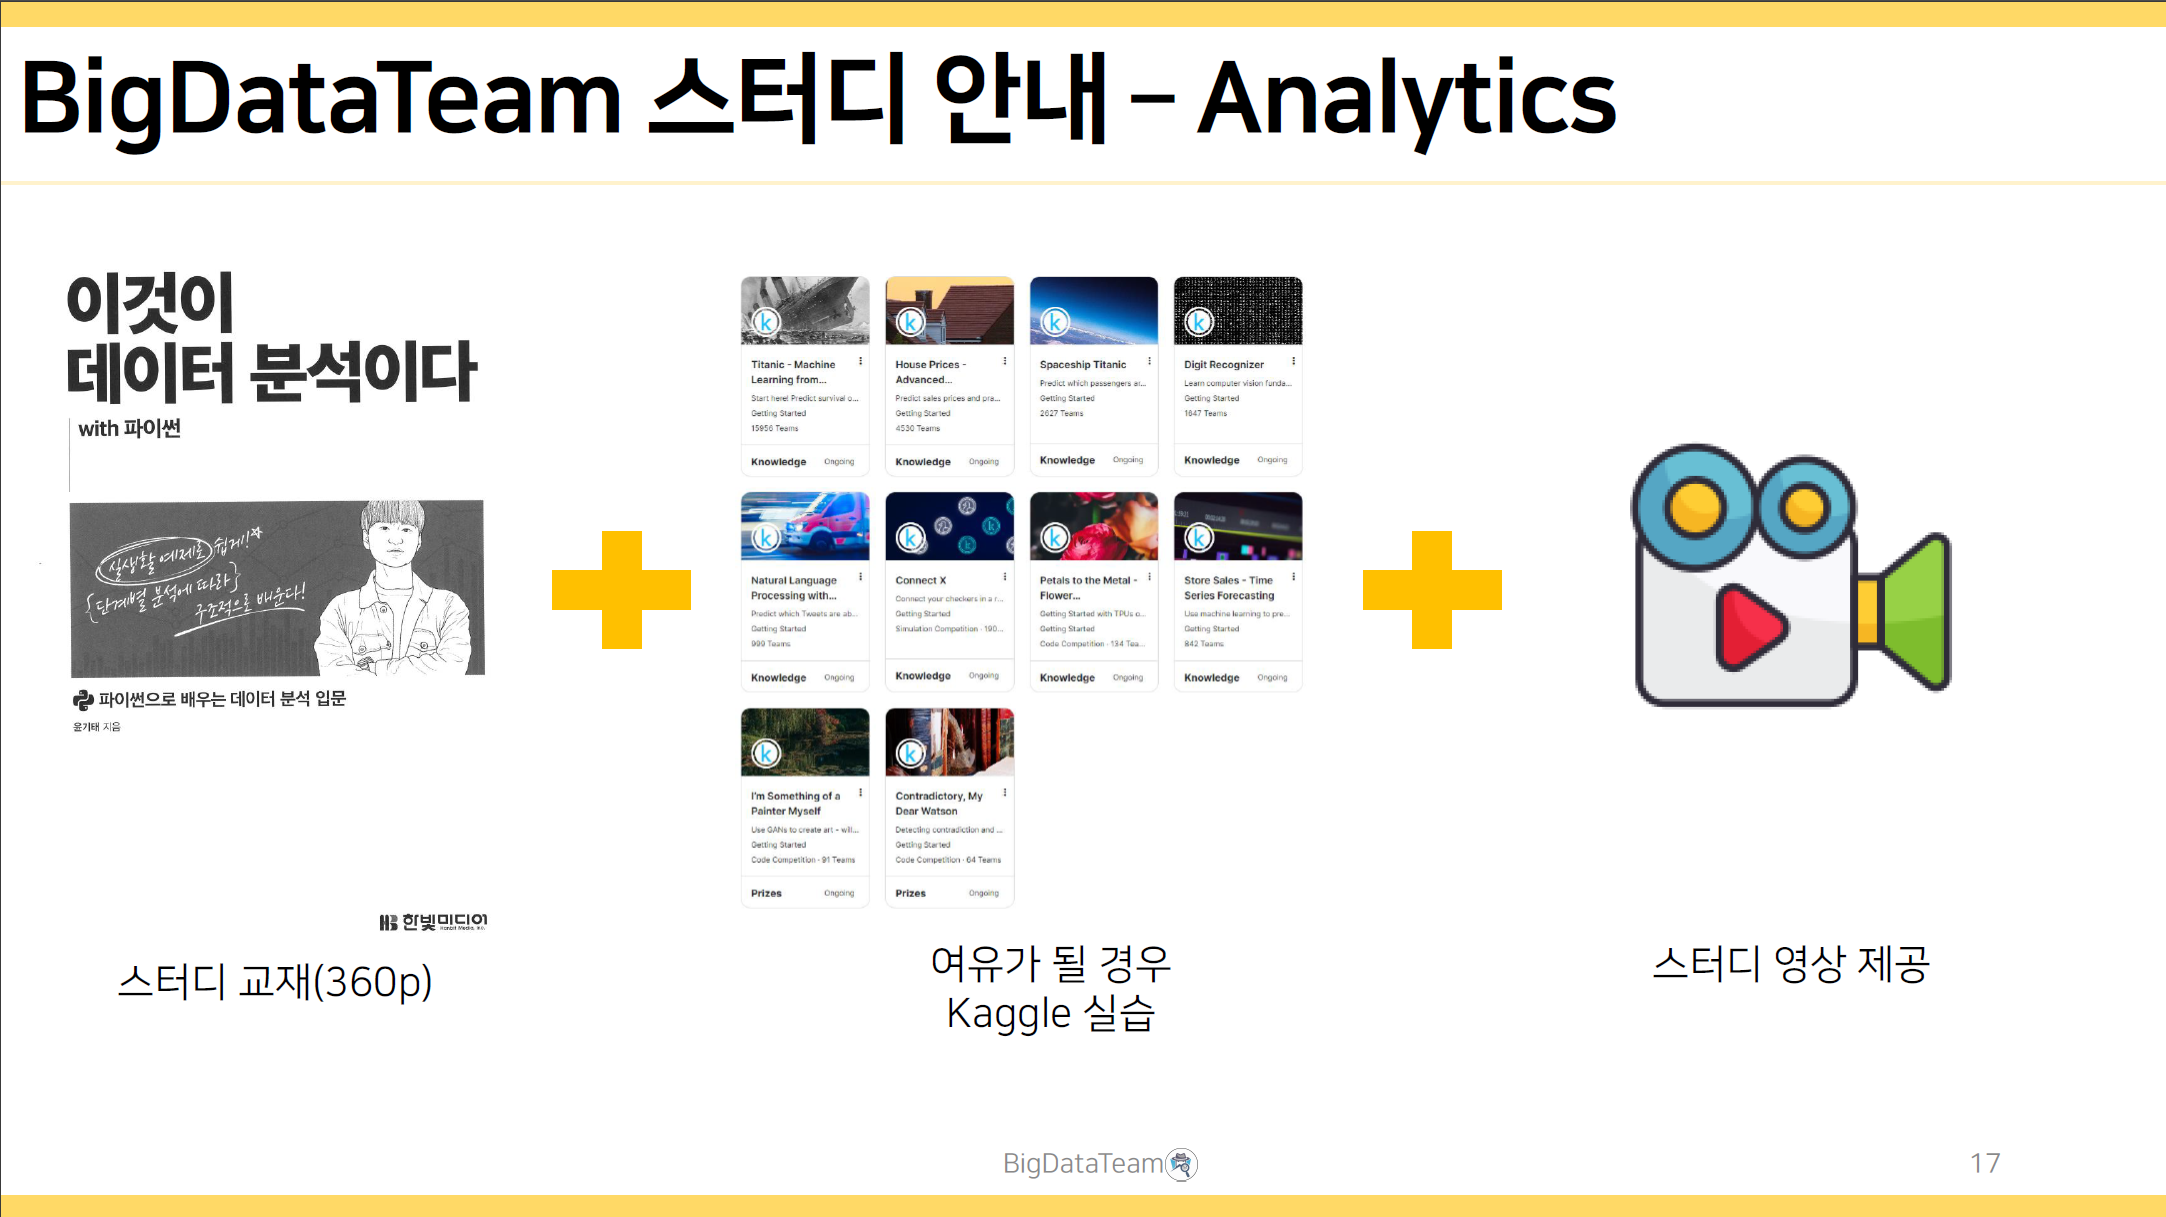 BigDataTeam 스터디 안내 – Analytics
이것이
데이터 분석이다
with 파이썬
실생활 예제로 쉽게!
{단계별 분석에 따라}
구조적으로 배운다!
파이썬으로 배우는 데이터 분석 입문
윤기태 지음
한빛미디어
Hanbit Media, Inc.
스터디 교재(360p)
Titanic - Machine
Learning from...
Start here! Predict survival o...
Getting Started
15956 Teams
Knowledge Ongoing
House Prices -
Advanced...
Predict sales prices and pra...
Getting Started
4530 Teams
Knowledge Ongoing
Spaceship Titanic
Predict which passengers ar...
Getting Started
2627 Teams
Knowledge Ongoing
Digit Recognizer
Learn computer vision funda...
Getting Started
1647 Teams
Knowledge Ongoing
Natural Language
Processing with...
Predict which Tweets are ab...
Getting Started
999 Teams
Knowledge Ongoing
Connect X
Connect your checkers in a r...
Getting Started
Simulation Competition · 190...
Knowledge Ongoing
Petals to the Metal -
Flower...
Getting Started with TPUs o...
Getting Started
Code Competition · 134 Tea...
Knowledge Ongoing
Store Sales - Time
Series Forecasting
Use machine learning to pre...
Getting Started
842 Teams
Knowledge Ongoing
I'm Something of a
Painter Myself
Use GANs to create art - will...
Getting Started
Code Competition · 91 Teams
Prizes Ongoing
Contradictory, My
Dear Watson
Detecting contradiction and ...
Getting Started
Code Competition · 64 Teams
Prizes Ongoing
여유가 될 경우
Kaggle 실습
스터디 영상 제공
BigDataTeam
17